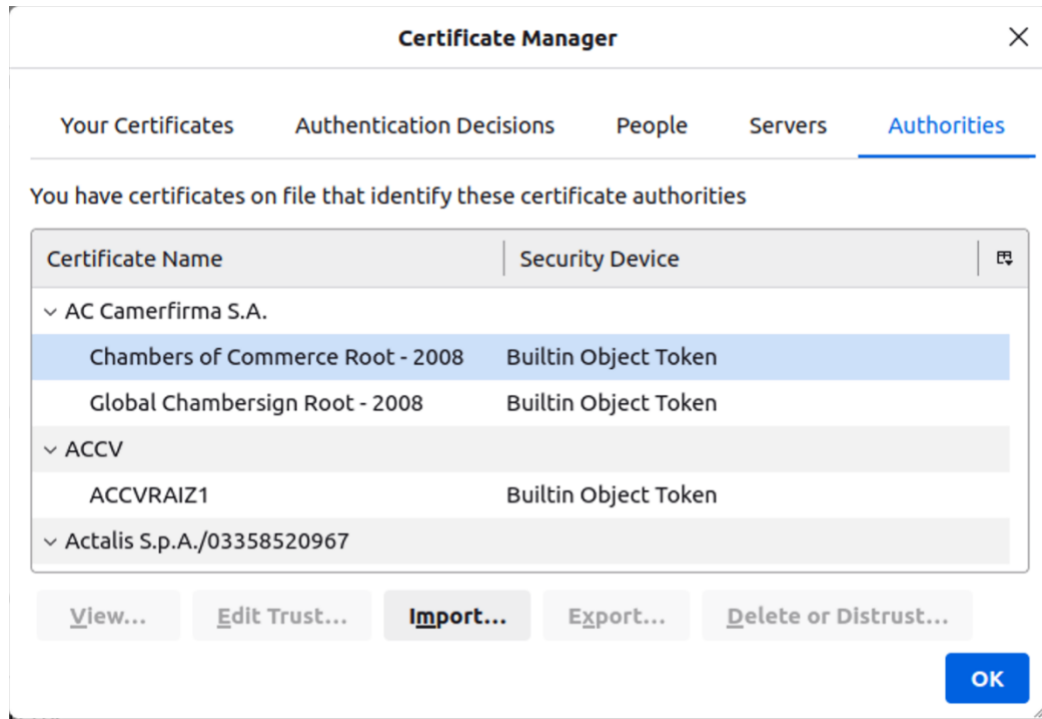 Certificate Manager
Your Certificates Authentication Decisions People Servers Authorities
You have certificates on file that identify these certificate authorities
Certificate Name Security Device
AC Camerfirma S.A.
Chambers of Commerce Root - 2008 Builtin Object Token
Global Chambersign Root - 2008 Builtin Object Token
ACCV
ACCVRAIZ1 Builtin Object Token
Actalis S.p.A./03358520967
View... Edit Trust... Import... Export... Delete or Distrust...
OK